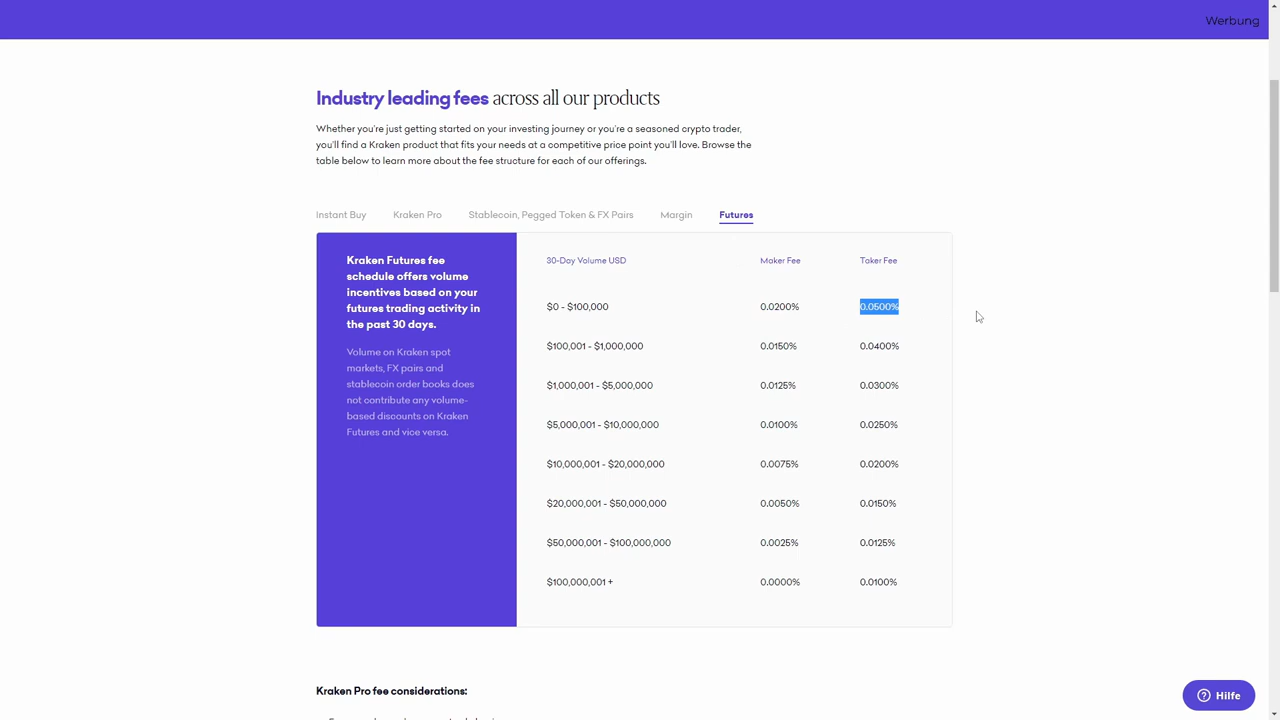 Werbung
Industry leading fees across all our products
Whether you're just getting started on your investing journey or you're a seasoned crypto trader,
you'll find a Kraken product that fits your needs at a competitive price point you'll love. Browse the
table below to learn more about the fee structure for each of our offerings.
Instant Buy Kraken Pro Stablecoin, Pegged Token & FX Pairs Margin Futures
Kraken Futures fee
schedule offers volume
incentives based on your
futures trading activity in
the past 30 days.
Volume on Kraken spot
markets, FX pairs and
stablecoin order books does
not contribute any volume-
based discounts on Kraken
Futures and vice versa.
30-Day Volume USD Maker Fee Taker Fee
$0 - $100,000 0.0200% 0.0500%
$100,001 - $1,000,000 0.0150% 0.0400%
$1,000,001 - $5,000,000 0.0125% 0.0300%
$5,000,001 - $10,000,000 0.0100% 0.0250%
$10,000,001 - $20,000,000 0.0075% 0.0200%
$20,000,001 - $50,000,000 0.0050% 0.0150%
$50,000,001 - $100,000,000 0.0025% 0.0125%
$100,000,001 + 0.0000% 0.0100%
Kraken Pro fee considerations:
Hilfe